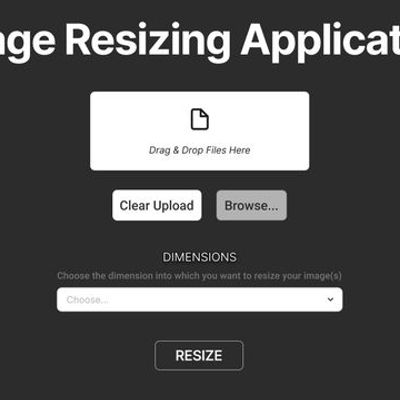 age Resizing Applicat
Drag & Drop Files Here
Clear Upload Browse...
DIMENSIONS
Choose the dimension into which you want to resize your image(s)
Choose...
RESIZE